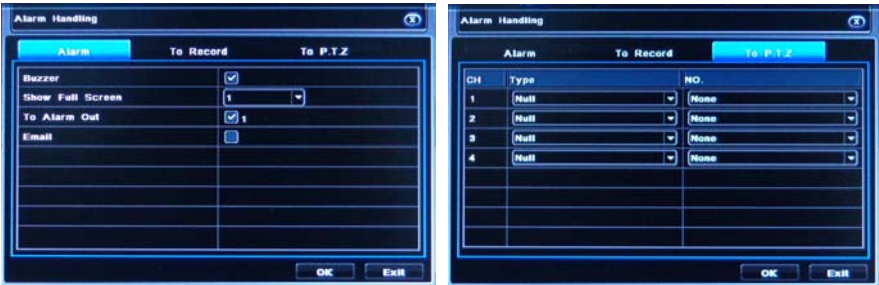 Alarm Handling
Alarm To Record To P.T.Z
Buzzer
Show Full Screen 1
To Alarm Out 1
Email
OK Exit
Alarm Handling
Alarm To Record To P.T.Z
CH Type NO.
1 Null None
2 Null None
3 Null None
4 Null None
OK Exit